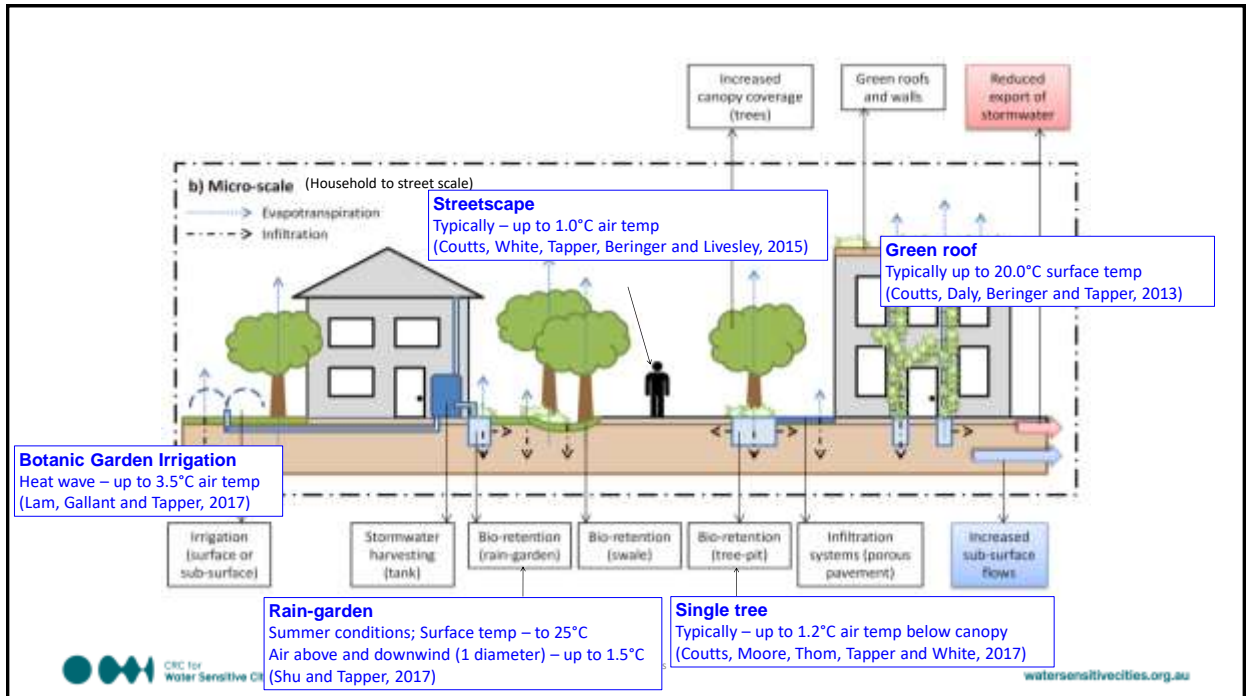 Increased
canopy coverage
(trees)
Green roofs
and walls
Reduced
export of
stormwater
b) Micro-scale (Household to street scale)
Evapotranspiration
Infiltration
Streetscape
Typically – up to 1.0°C air temp
(Coutts, White, Tapper, Beringer and Livesley, 2015)
Green roof
Typically up to 20.0°C surface temp
(Coutts, Daly, Beringer and Tapper, 2013)
Botanic Garden Irrigation
Heat wave – up to 3.5°C air temp
(Lam, Gallant and Tapper, 2017)
Irrigation
(surface or
sub-surface)
Stormwater
harvesting
(tank)
Bio-retention
(rain-garden)
Bio-retention
(swale)
Bio-retention
(tree-pit)
Infiltration
systems (porous
pavement)
Increased
sub-surface
flows
Rain-garden
Summer conditions; Surface temp – to 25°C
Air above and downwind (1 diameter) – up to 1.5°C
(Shu and Tapper, 2017)
Single tree
Typically – up to 1.2°C air temp below canopy
(Coutts, Moore, Thom, Tapper and White, 2017)
CRC for
Water Sensitive
watersensitivecities.org.au